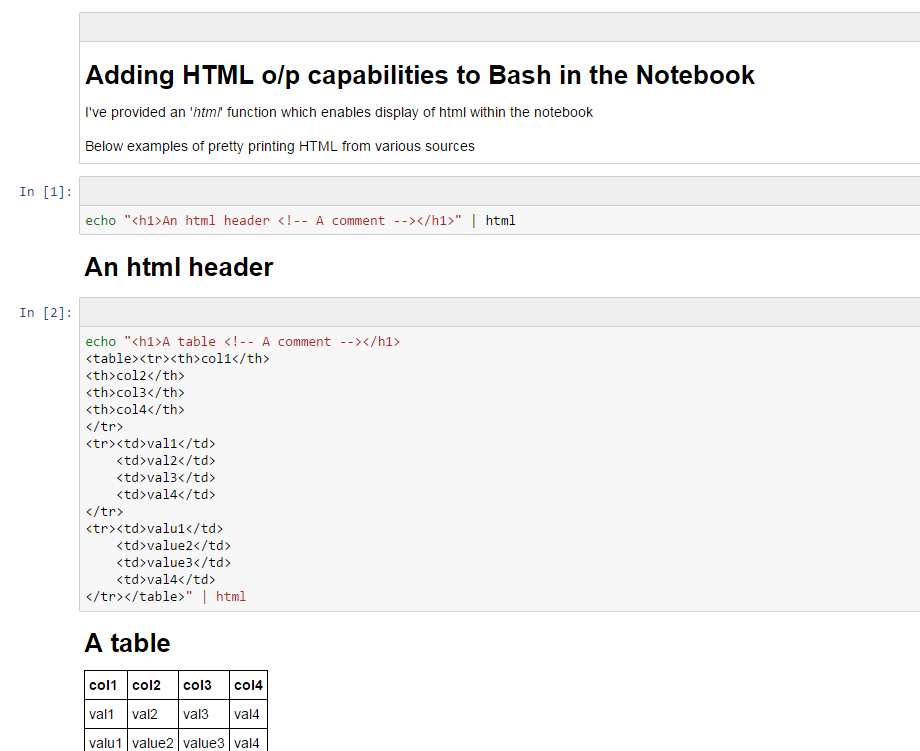 Adding HTML o/p capabilities to Bash in the Notebook
I've provided an 'html' function which enables display of html within the notebook
Below examples of pretty printing HTML from various sources
In [1]:
echo "<h1>An html header <!-- A comment --></h1>" | html
An html header
In [2]:
echo "<h1>A table <!-- A comment --></h1>
<table><tr><th>col1</th>
<th>col2</th>
<th>col3</th>
<th>col4</th>
</tr>
<tr><td>val1</td>
    <td>val2</td>
    <td>val3</td>
    <td>val4</td>
</tr>
<tr><td>valu1</td>
    <td>value2</td>
    <td>value3</td>
    <td>val4</td>
</tr></table>" | html
A table
col1 col2 col3 col4
val1 val2 val3 val4
valu1 value2 value3 val4